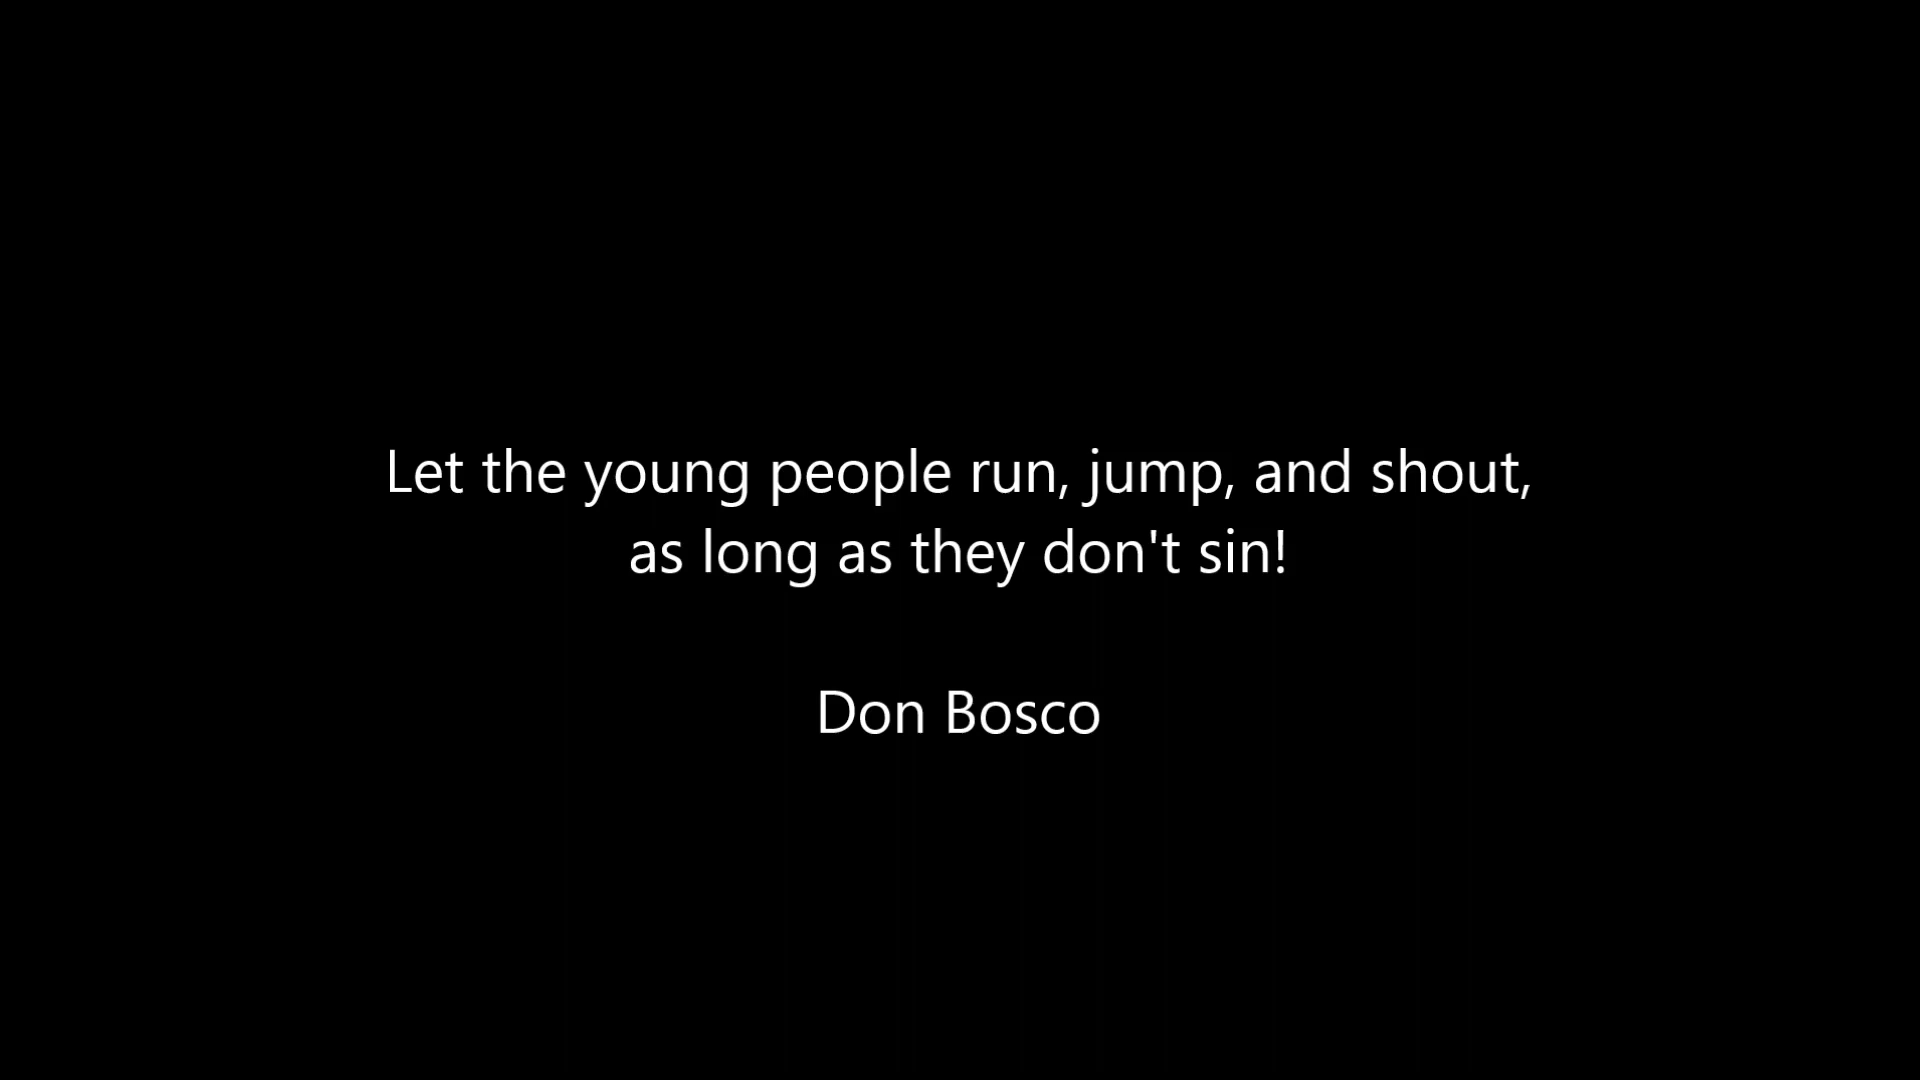 Let the young people run, jump, and shout,
as long as they don't sin!
Don Bosco